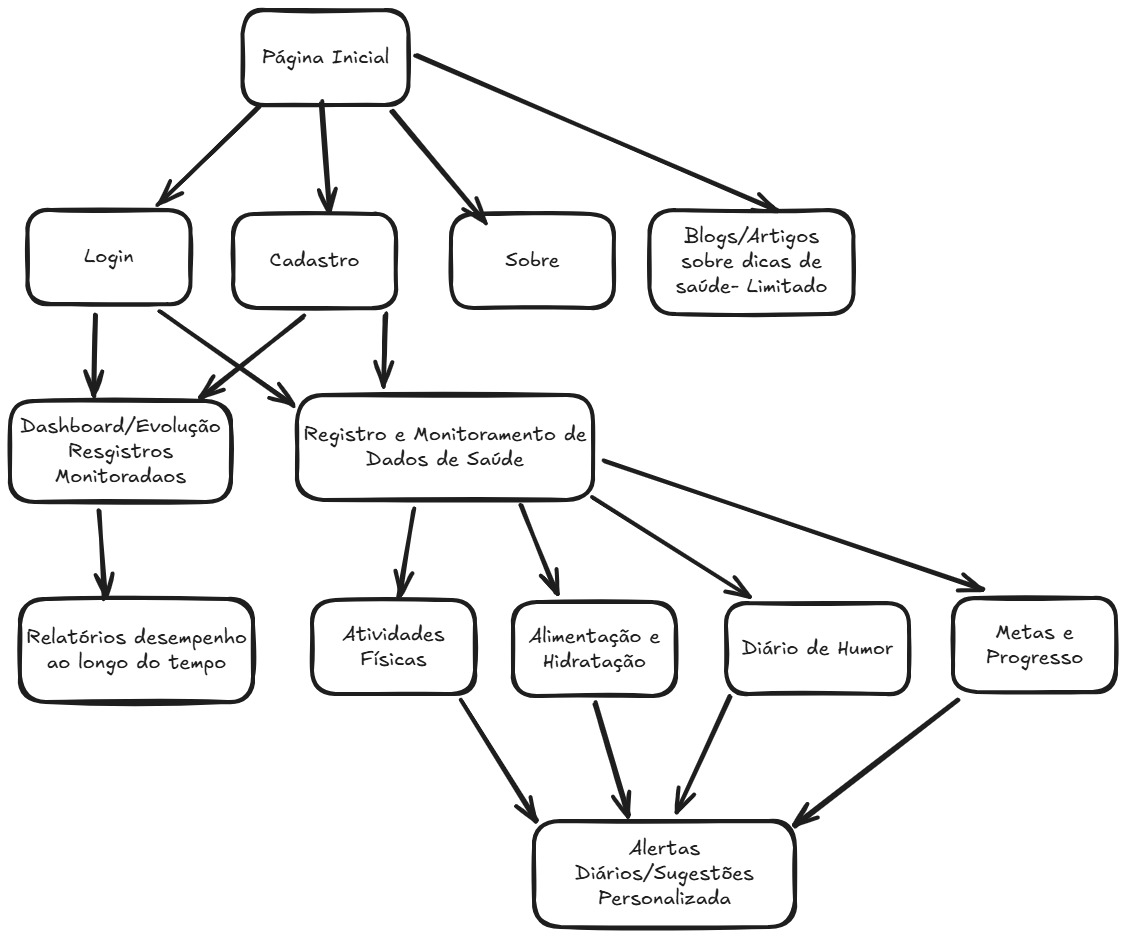 Página Inicial
Login
Cadastro
Sobre
Blogs/Artigos
sobre dicas de
saúde- Limitado
Dashboard/Evolução
Resgistros
Monitoradaos
Registro e Monitoramento de
Dados de Saúde
Relatórios desempenho
ao longo do tempo
Atividades
Físicas
Alimentação e
Hidratação
Diário de Humor
Metas e
Progresso
Alertas
Diários/Sugestões
Personalizada